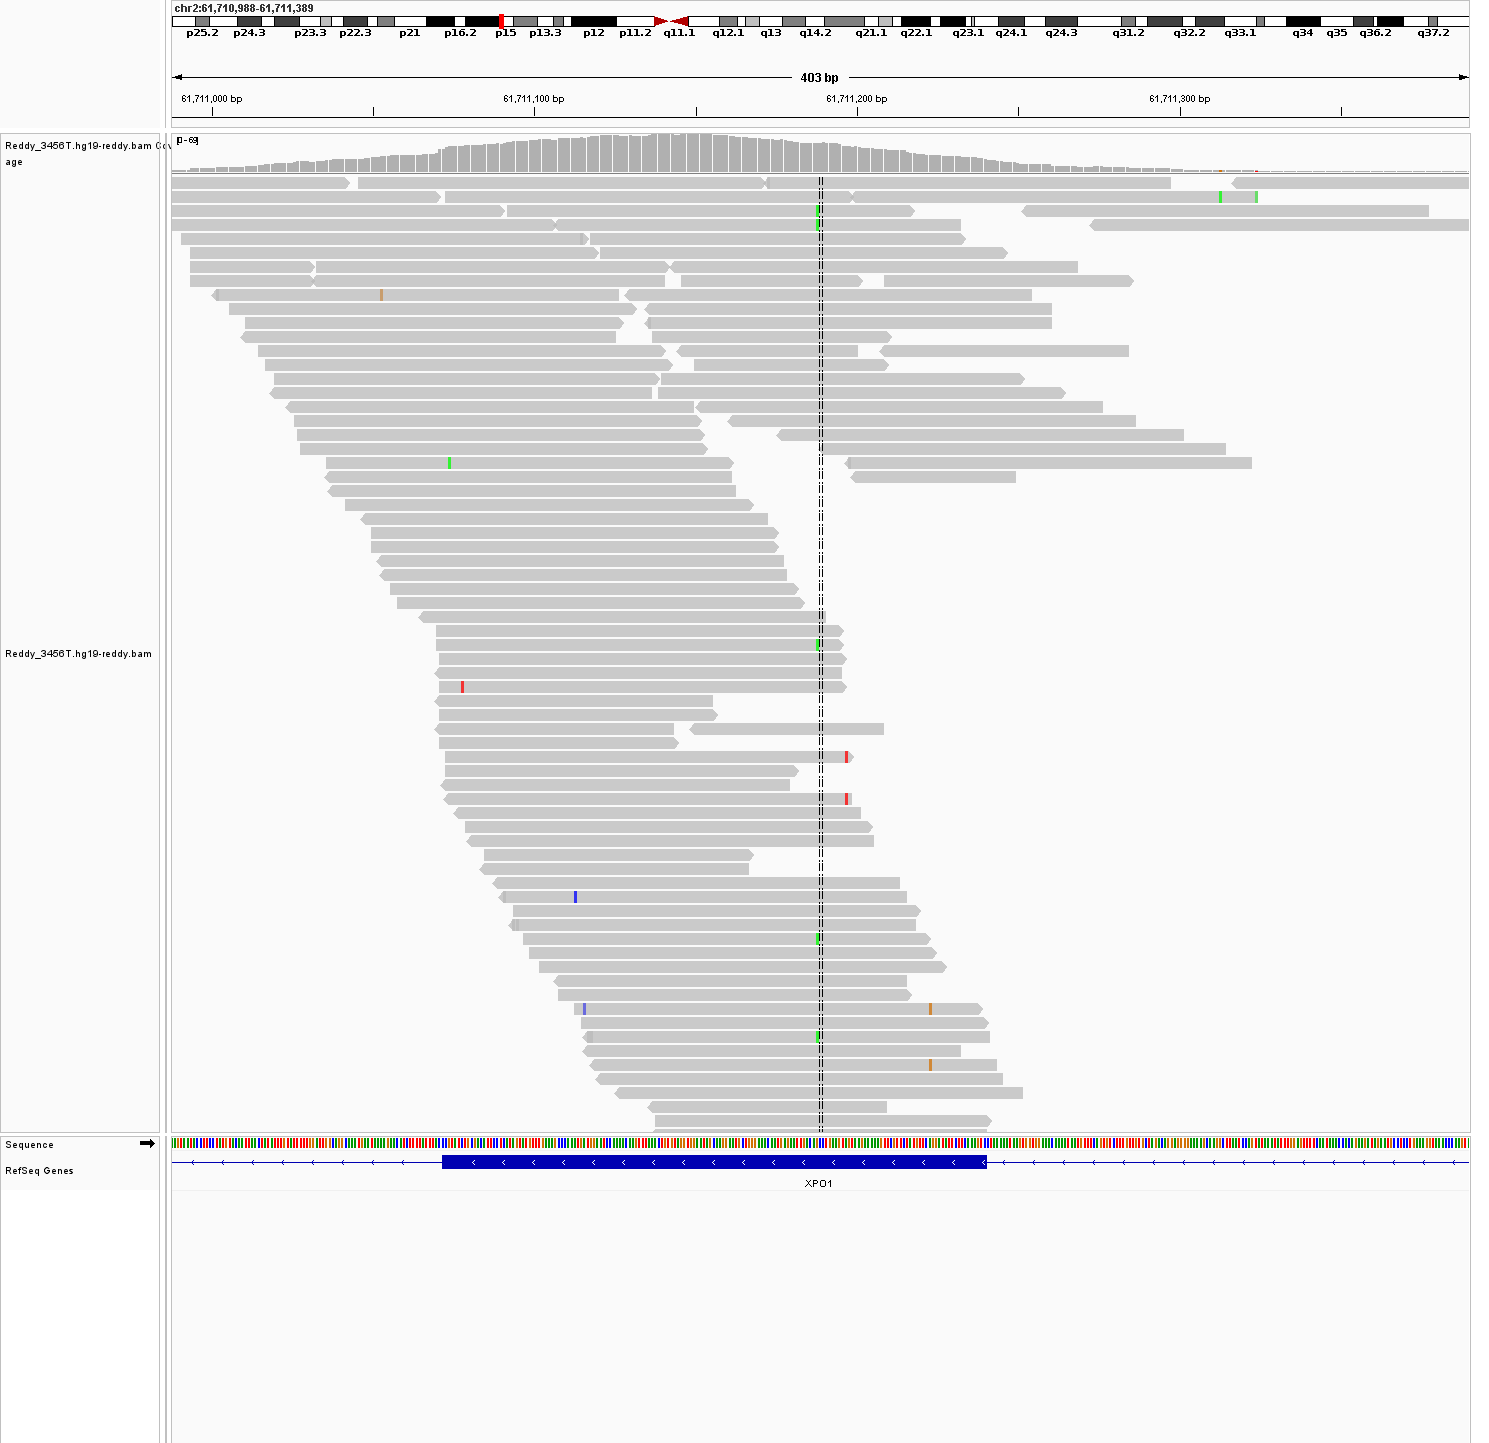 chr2:61,710,988-61,711,389
p25.2 p24.3 p23.3 p22.3 p21 p16.2 p15 p13.3 p12 p11.2 q11.1 q12.1 q13 q14.2 q21.1 q22.1 q23.1 q24.1 q24.3 q31.2 q32.2 q33.1 q34 q35 q36.2 q37.2
403 bp
61,711,000 bp 61,711,100 bp 61,711,200 bp 61,711,300 bp
[0-69]
Reddy_3456T.hg19-reddy.bam Cov
age
Reddy_3456T.hg19-reddy.bam
Sequence
RefSeq Genes
XPO1